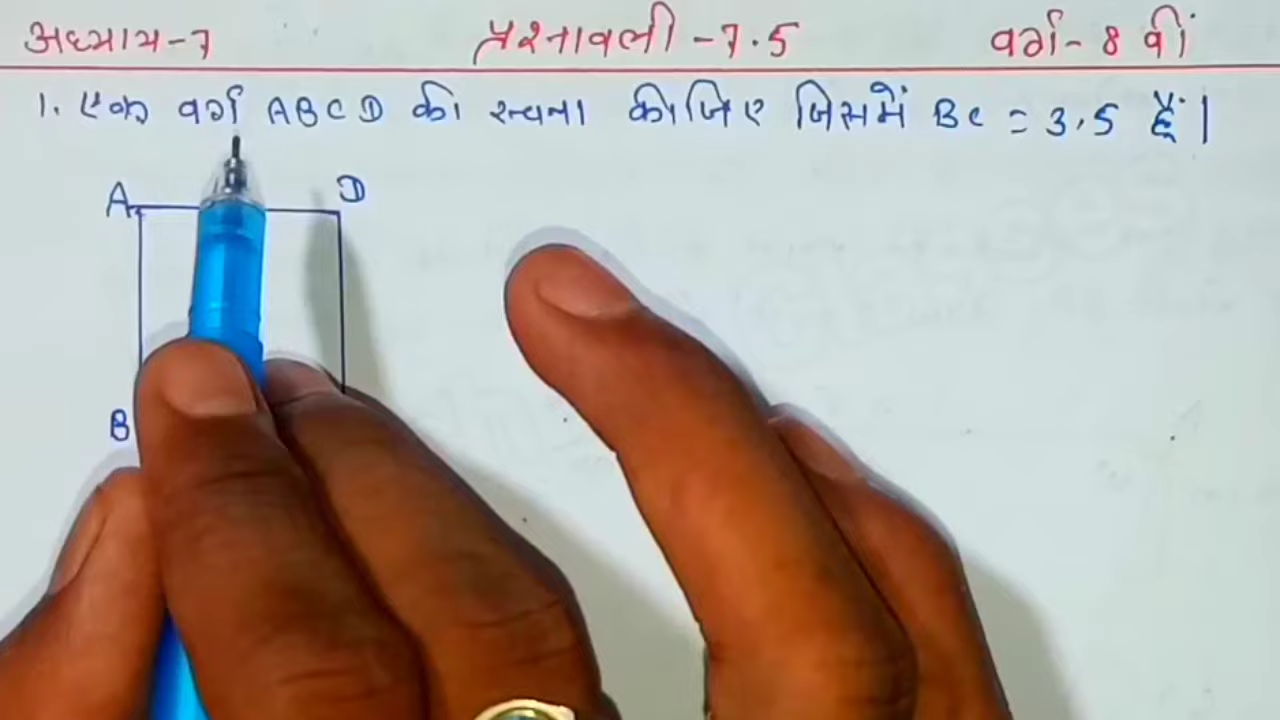 अध्याय-7 प्रश्नावली-7.5 वर्ग-8 वीं
1. एक वर्ग ABCD की रचना कीजिए जिसमें BC = 3.5 है।
A D
B